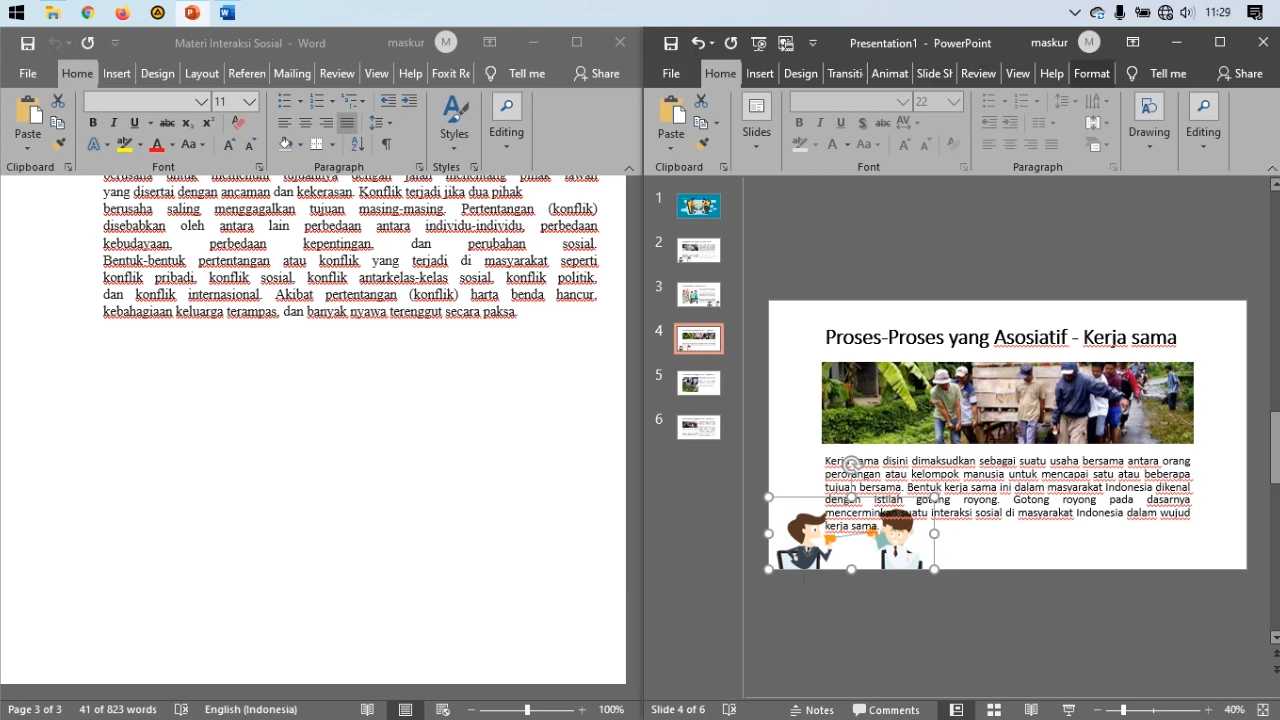 11:29
Materi Interaksi Sosial - Word
maskur
M
File
Home
Insert
Design
Layout
Referen
Mailing
Review
View
Help
Foxit Re
Tell me
Share
11
Paste
Styles
Editing
Clipboard
Font
Paragraph
Styles
berusaha untuk memenuhi tujuannya dengan jalan menentang pihak lawan
yang disertai dengan ancaman dan kekerasan. Konflik terjadi jika dua pihak
berusaha saling menggagalkan tujuan masing-masing. Pertentangan (konflik)
disebabkan oleh antara lain perbedaan antara individu-individu, perbedaan
kebudayaan, perbedaan kepentingan, dan perubahan sosial.
Bentuk-bentuk pertentangan atau konflik yang terjadi di masyarakat seperti
konflik pribadi, konflik sosial, konflik antarkelas-kelas sosial, konflik politik,
dan konflik internasional. Akibat pertentangan (konflik) harta benda hancur,
kebahagiaan keluarga terampas, dan banyak nyawa terenggut secara paksa.
Page 3 of 3
41 of 823 words
English (Indonesia)
100%
Presentation1 - PowerPoint
maskur
M
File
Home
Insert
Design
Transiti
Animat
Slide Sh
Review
View
Help
Format
Tell me
Share
22
Paste
Slides
Drawing
Editing
Clipboard
Font
Paragraph
1
2
3
4
5
6
Proses-Proses yang Asosiatif - Kerja sama
Kerja sama disini dimaksudkan sebagai suatu usaha bersama antara orang
perorangan atau kelompok manusia untuk mencapai satu atau beberapa
tujuan bersama. Bentuk kerja sama ini dalam masyarakat Indonesia dikenal
dengan istilah gotong royong. Gotong royong pada dasarnya
mencerminkan suatu interaksi sosial di masyarakat Indonesia dalam wujud
kerja sama.
Slide 4 of 6
Notes
Comments
40%